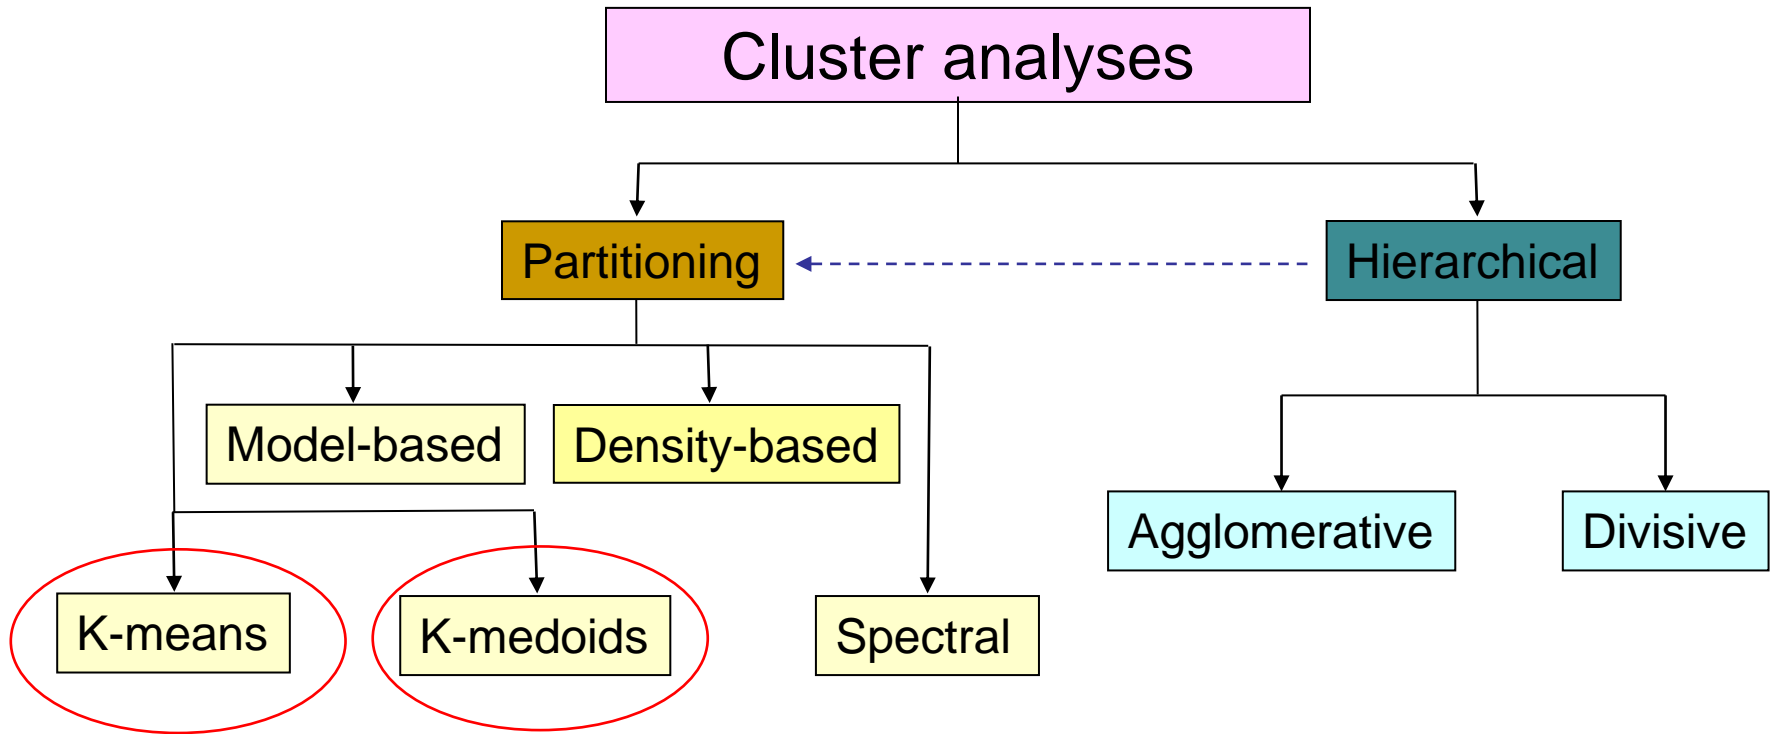 Cluster analyses
Partitioning
Hierarchical
Model-based
Density-based
Agglomerative
Divisive
K-means
K-medoids
Spectral